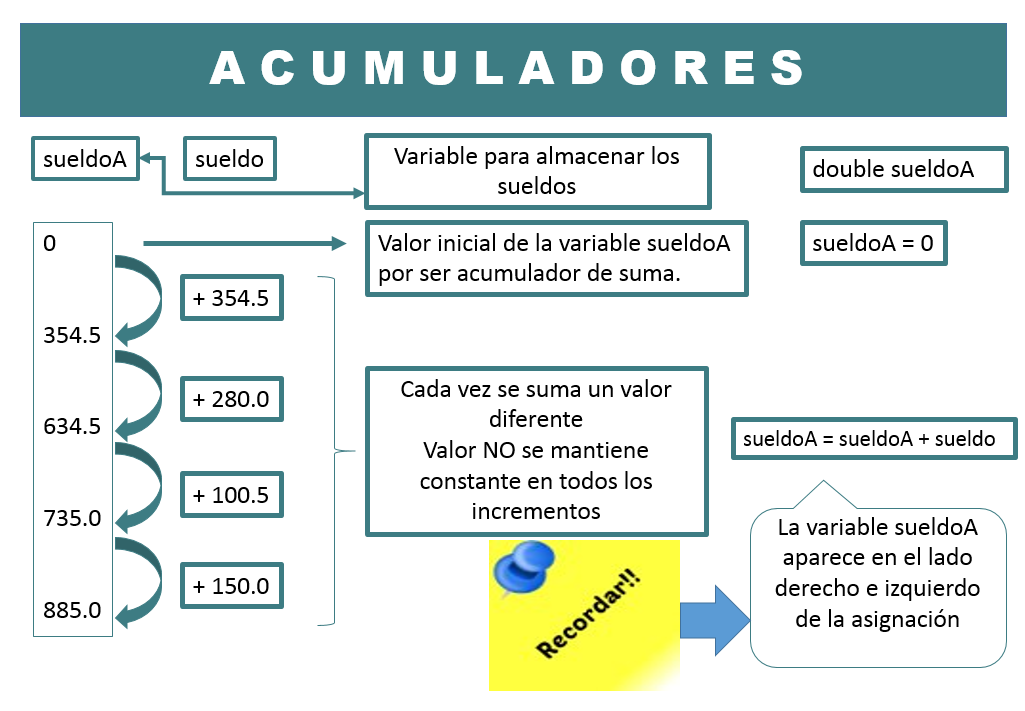 ACUMULADORES
sueldoA
sueldo
Variable para almacenar los
sueldos
double sueldoA
0
Valor inicial de la variable sueldoA
por ser acumulador de suma.
sueldoA = 0
+ 354.5
354.5
+ 280.0
634.5
+ 100.5
735.0
+ 150.0
885.0
Cada vez se suma un valor
diferente
Valor NO se mantiene
constante en todos los
incrementos
sueldoA = sueldoA + sueldo
Recordar!!
La variable sueldoA
aparece en el lado
derecho e izquierdo
de la asignación